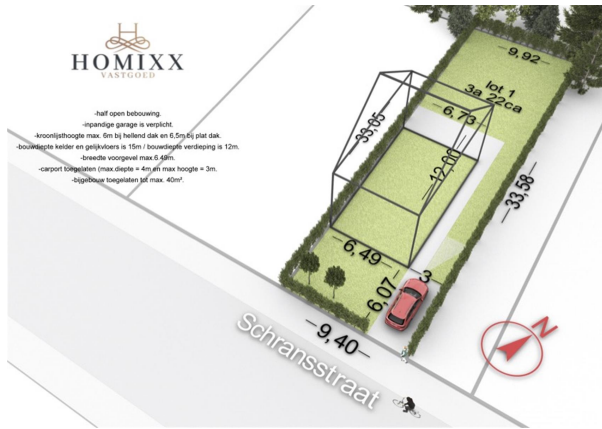 HOMIXX
VASTGOED
-half open bebouwing.
-inpandige garage is verplicht.
-kroonlijsthoogte max. 6m bij hellend dak en 6,5m bij plat dak.
-bouwdiepte kelder en gelijkvloers is 15m / bouwdiepte verdieping is 12m.
-breedte voorgevel max.6.49m.
-carport toegelaten (max.diepte = 4m en max hoogte = 3m.
-bijgebouw toegelaten tot max. 40m².
9,92
lot 1
3a 22ca
6,73
33,05
12,00
33,58
6,49
3
6,07
9,40
Schransstraat
N